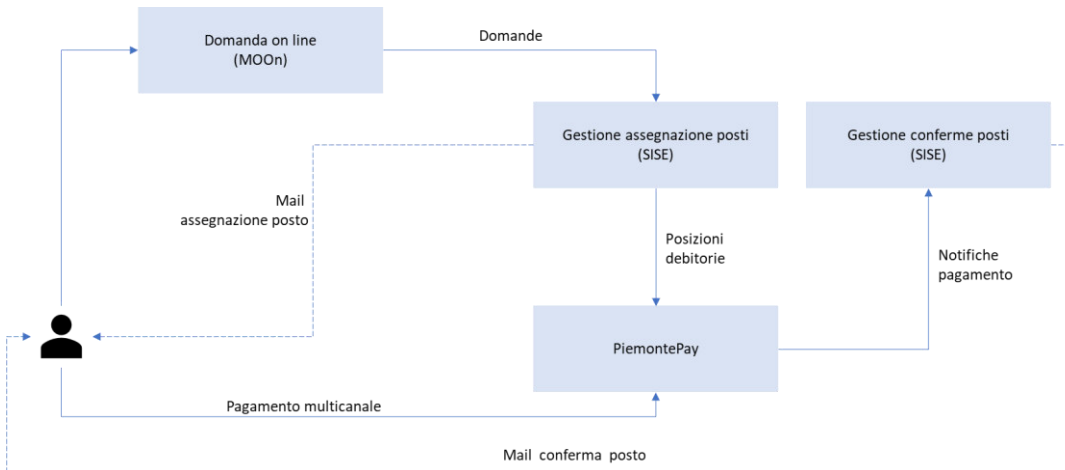 Domanda on line
(MOOn)
Domande
Gestione assegnazione posti
(SISE)
Gestione conferme posti
(SISE)
Mail
assegnazione posto
Posizioni
debitorie
Notifiche
pagamento
PiemontePay
Pagamento multicanale
Mail conferma posto